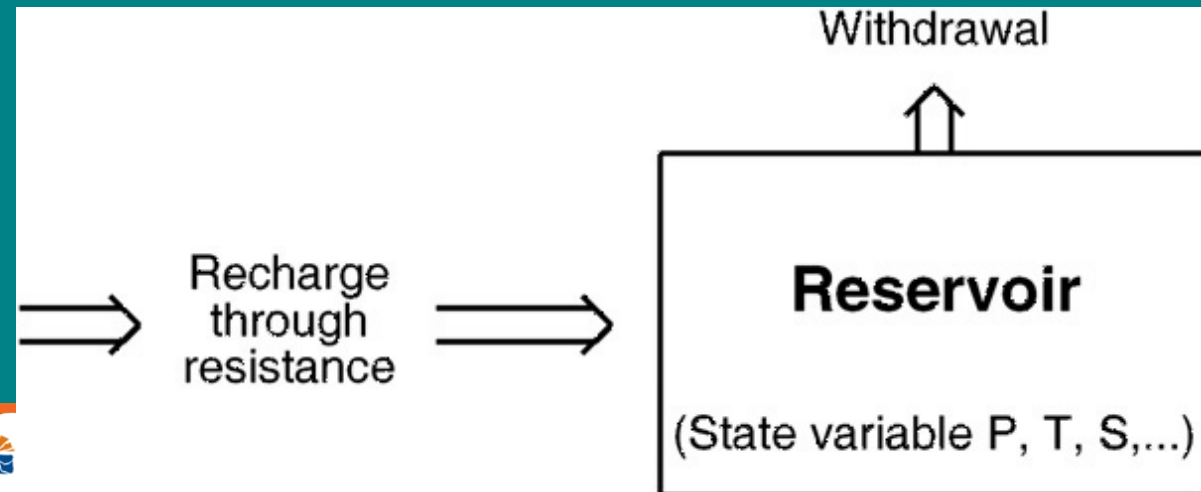 Withdrawal
Recharge
through
resistance
Reservoir
(State variable P, T, S,...)